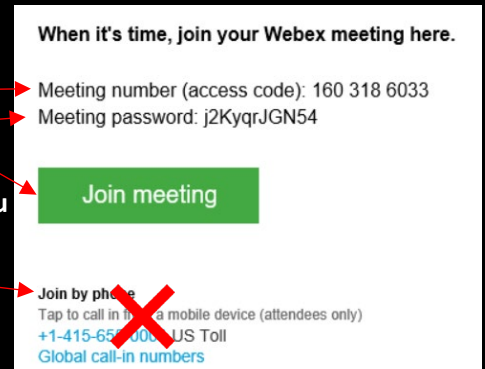 When it's time, join your Webex meeting here.
Meeting number (access code): 160 318 6033
Meeting password: j2KyqrJGN54
Join meeting
u
Join by phone
Tap to call in from a mobile device (attendees only)
+1-415-65 000 US Toll
Global call-in numbers